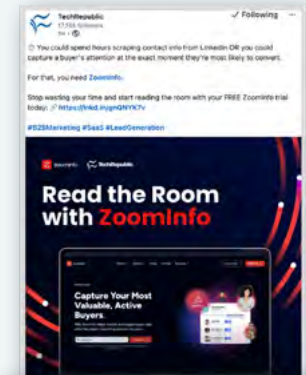 TechRepublic
Following
You could spend hours scraping contact info from LinkedIn OR you could
capture a buyer's attention at the exact moment they're most likely to convert.
For that, you need ZoomInfo.
Stop wasting your time and start reading the room with your FREE ZoomInfo trial
today:
#B2BMarketing #SaaS #LeadGeneration
zoominfo TechRepublic
Read the Room
with ZoomInfo
Capture Your Most
Valuable, Active
Buyers.